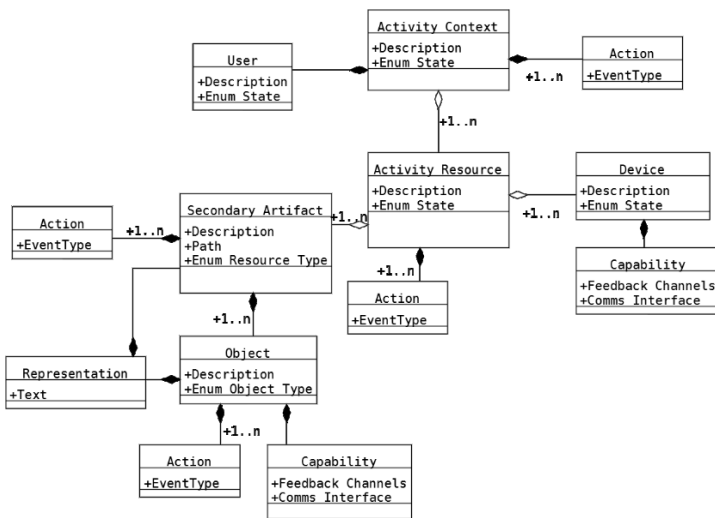 Activity Context
+Description
+Enum State
User
+Description
+Enum State
Action
+EventType
+1..n
+1..n
Activity Resource
+Description
+Enum State
Device
+Description
+Enum State
+1..n
Secondary Artifact
+Description
+Path
+Enum Resource Type
+1..n
Action
+EventType
+1..n
+1..n
Action
+EventType
Capability
+Feedback Channels
+Comms Interface
+1..n
Object
+Description
+Enum Object Type
Representation
+Text
+1..n
Action
+EventType
Capability
+Feedback Channels
+Comms Interface